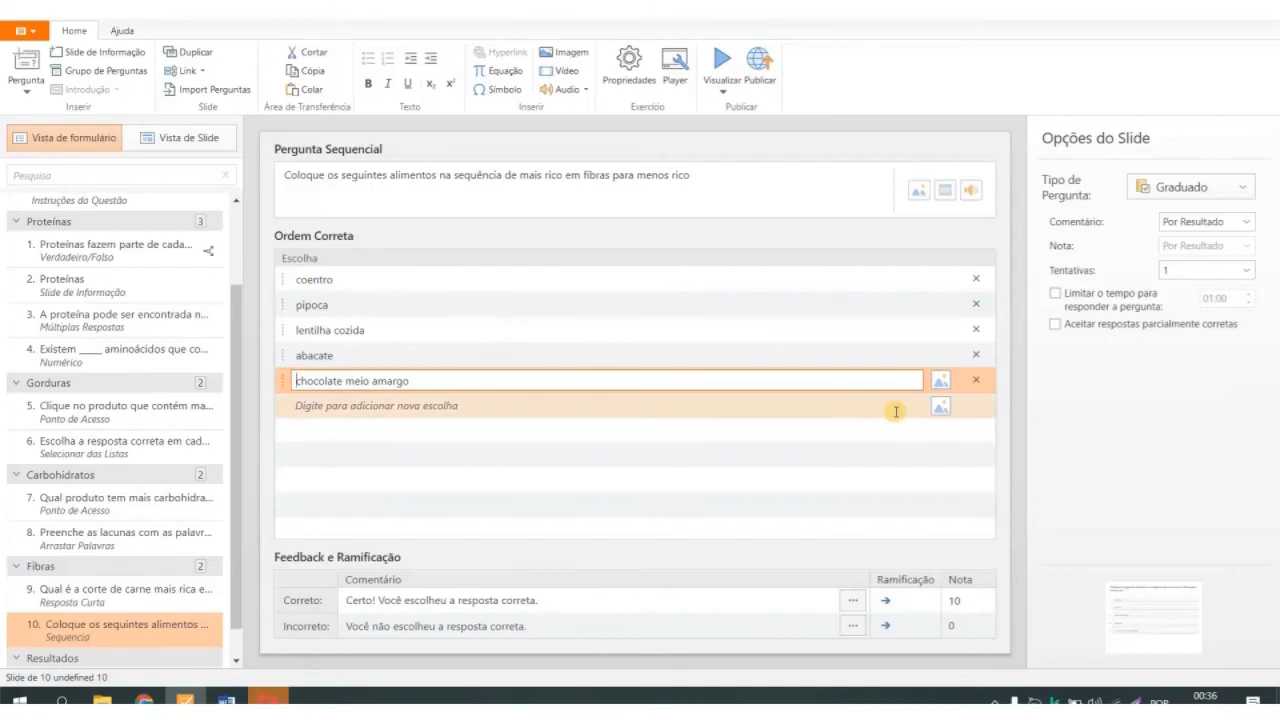 Home
Ajuda
Pergunta
Slide de Informação
Grupo de Perguntas
Introdução
Inserir
Duplicar
Link
Import Perguntas
Slide
Cortar
Cópia
Colar
Área de Transferência
B I U x₂ x²
Texto
Hyperlink
Equação
Símbolo
Imagem
Vídeo
Audio
Inserir
Propriedades
Player
Exercício
Visualizar
Publicar
Publicar
Vista de formulário
Vista de Slide
Pesquisa
Instruções da Questão
Proteínas 3
1. Proteínas fazem parte de cada...
Verdadeiro/Falso
2. Proteínas
Slide de Informação
3. A proteína pode ser encontrada n...
Múltiplas Respostas
4. Existem _____ aminoácidos que co...
Numérico
Gorduras 2
5. Clique no produto que contém ma...
Ponto de Acesso
6. Escolha a resposta correta em cad...
Selecionar das Listas
Carbohidratos 2
7. Qual produto tem mais carbohidra...
Ponto de Acesso
8. Preenche as lacunas com as palavr...
Arrastar Palavras
Fibras 2
9. Qual é a corte de carne mais rica e...
Resposta Curta
10. Coloque os sequintes alimentos ...
Sequencia
Resultados
Slide de 10 undefined 10
Pergunta Sequencial
Coloque os sequintes alimentos na sequência de mais rico em fibras para menos rico
Ordem Correta
Escolha
coentro
pipoca
lentilha cozida
abacate
chocolate meio amargo
Digite para adicionar nova escolha
Feedback e Ramificação
Comentário Ramificação Nota
Correto: Certo! Você escolheu a resposta correta. ... 10
Incorreto: Você não escolheu a resposta correta. ... 0
Opções do Slide
Tipo de
Pergunta:
Graduado
Comentário: Por Resultado
Nota: Por Resultado
Tentativas: 1
Limitar o tempo para
responder a pergunta:
01:00
Aceitar respostas parcialmente corretas
POR
00:36